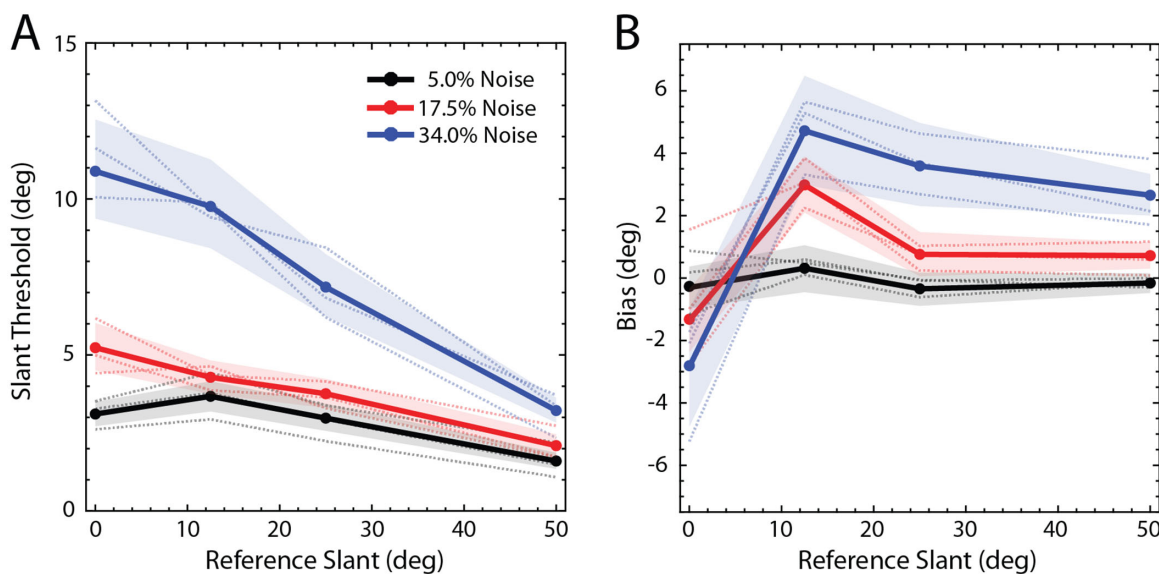 A
B
15
10
5
0
Slant Threshold (deg)
5.0% Noise
17.5% Noise
34.0% Noise
0
10
20
30
40
50
Reference Slant (deg)
6
4
2
0
-2
-4
-6
Bias (deg)
0
10
20
30
40
50
Reference Slant (deg)